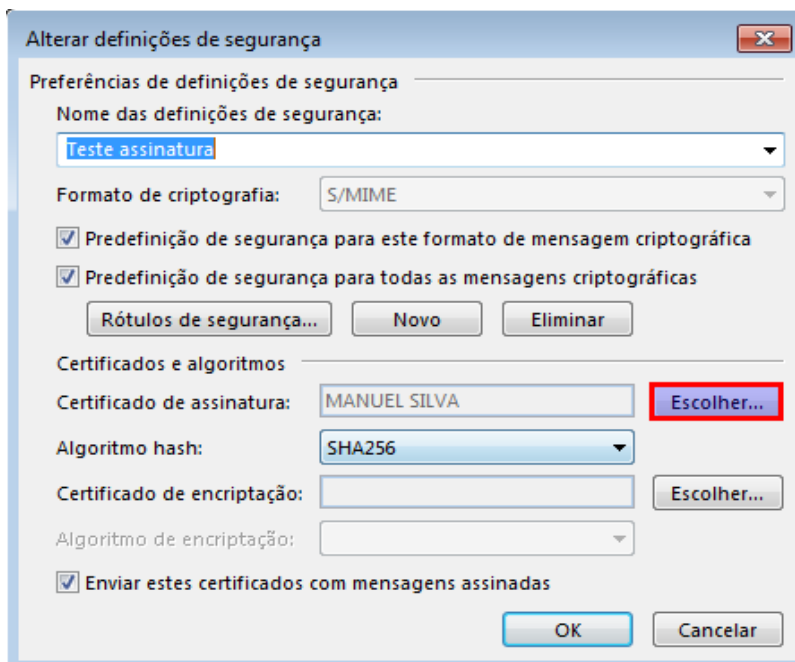 Alterar definições de segurança
Preferências de definições de segurança
Nome das definições de segurança:
Teste assinatura
Formato de criptografia: S/MIME
Predefinição de segurança para este formato de mensagem criptográfica
Predefinição de segurança para todas as mensagens criptográficas
Rótulos de segurança... Novo Eliminar
Certificados e algoritmos
Certificado de assinatura: MANUEL SILVA Escolher...
Algoritmo hash: SHA256
Certificado de encriptação: Escolher...
Algoritmo de encriptação:
Enviar estes certificados com mensagens assinadas
OK Cancelar